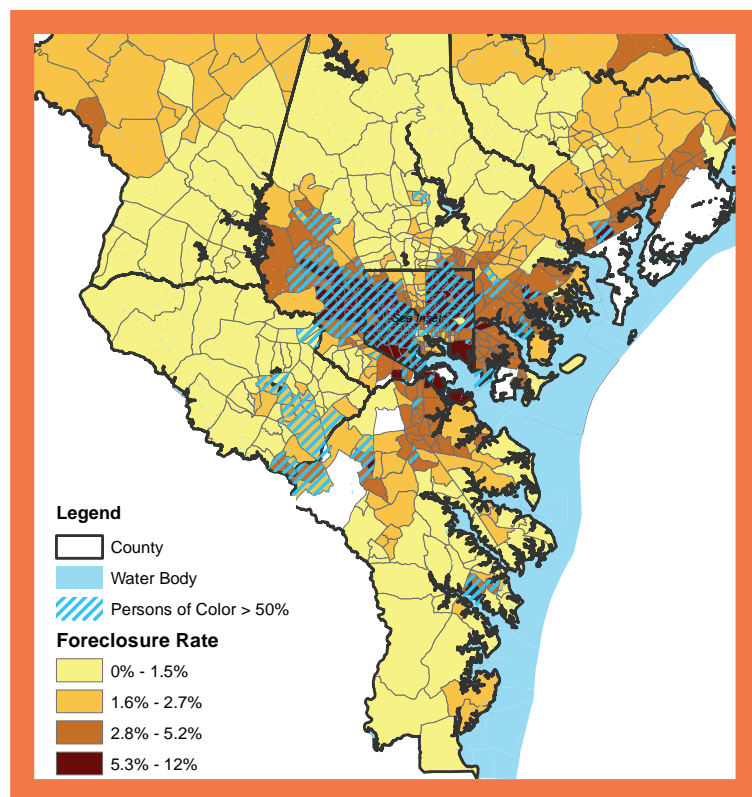 See Inset
Legend
County
Water Body
Persons of Color > 50%
Foreclosure Rate
0% - 1.5%
1.6% - 2.7%
2.8% - 5.2%
5.3% - 12%